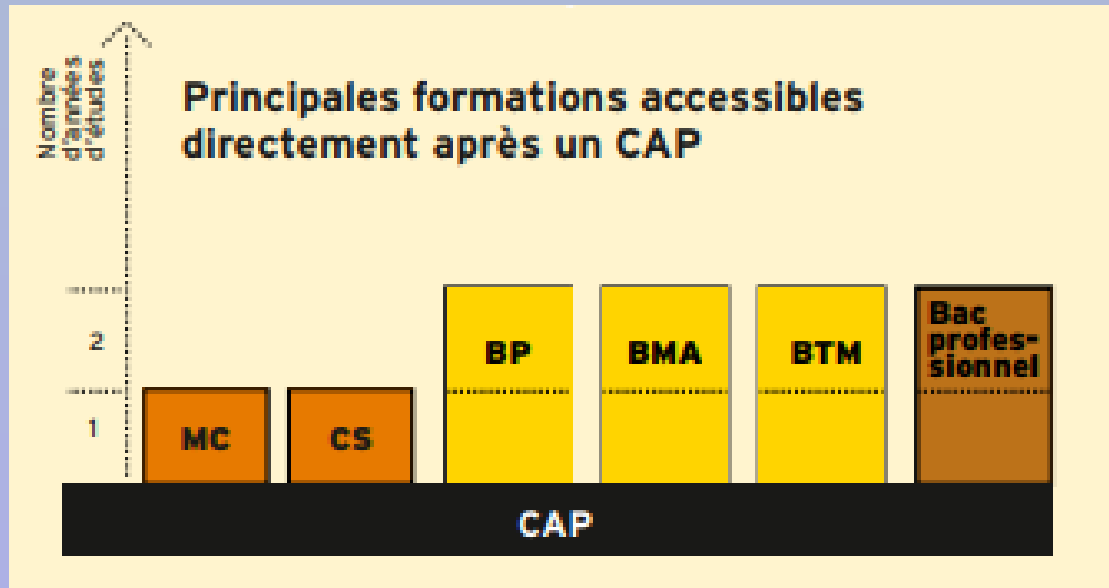 Nombre
d'années
d'études
Principales formations accessibles
directement après un CAP
2
1
MC
CS
BP
BMA
BTM
Bac
profes-
sionnel
CAP